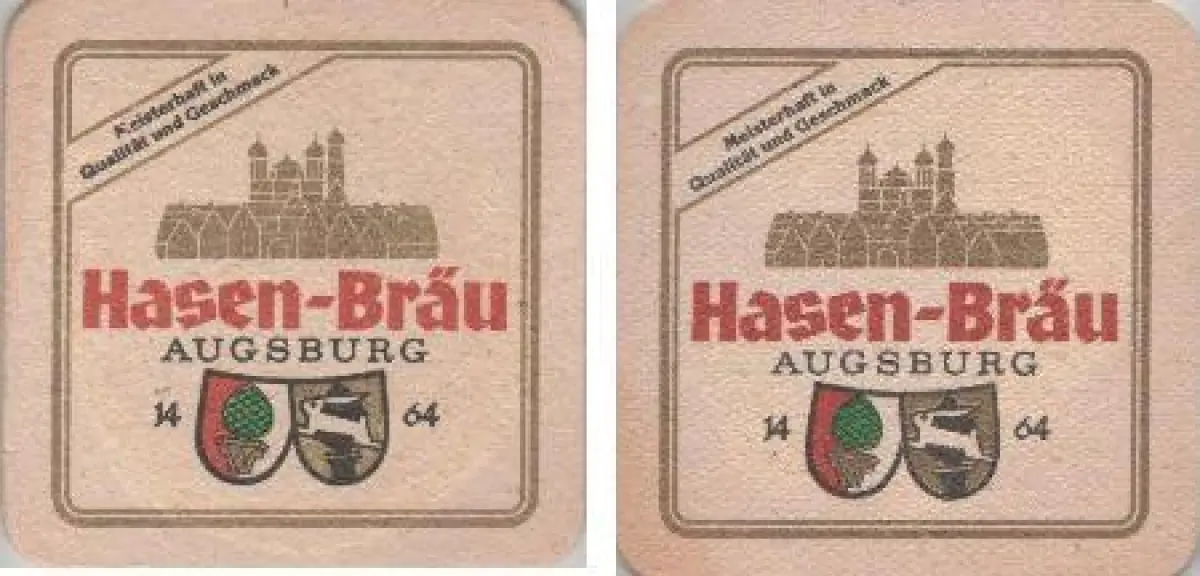 Meisterhaft in
Qualität und Geschmack
Hasen-Bräu
AUGSBURG
14 64
Meisterhaft in
Qualität und Geschmack
Hasen-Bräu
AUGSBURG
14 64